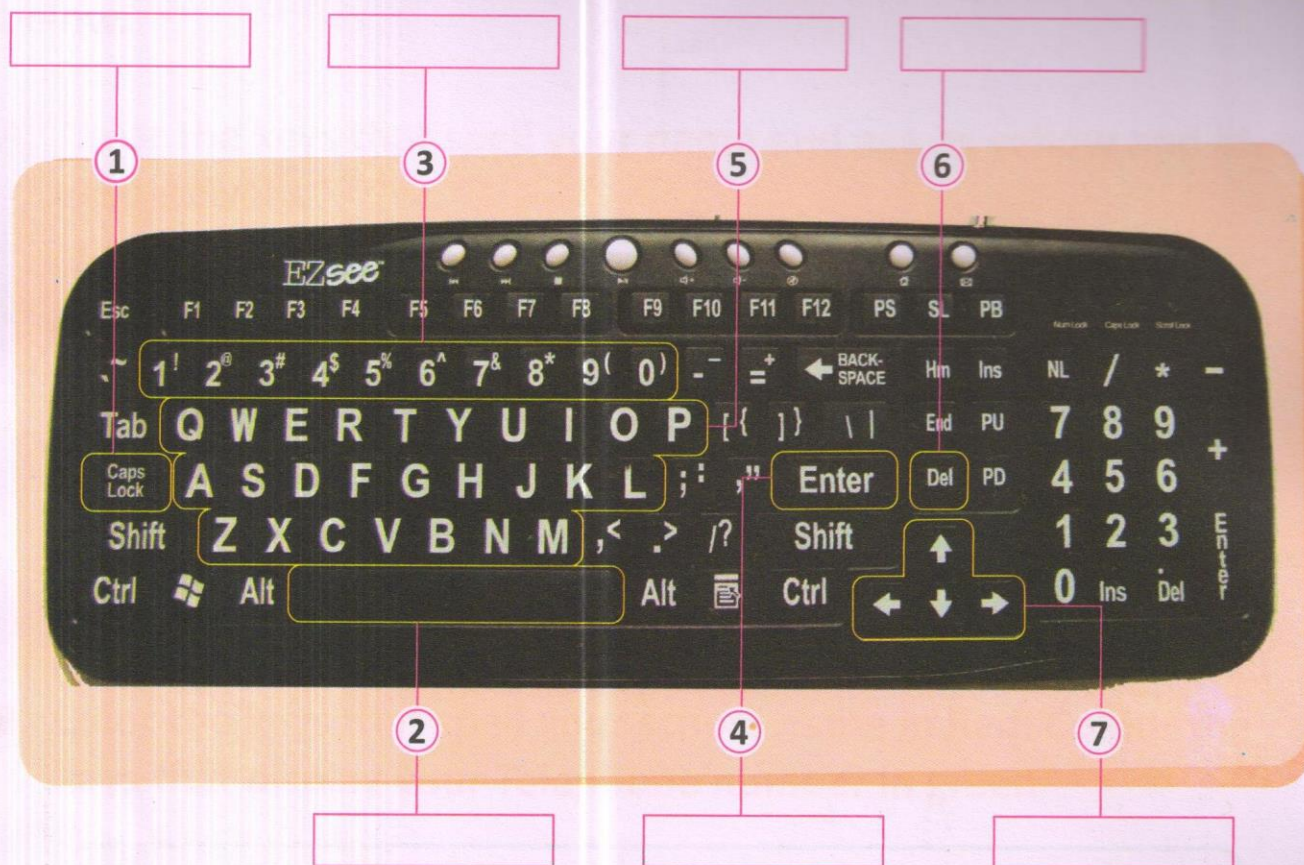 1 3 5 6
EZsee™
Esc F1 F2 F3 F4 F5 F6 F7 F8 F9 F10 F11 F12 PS SL PB
Num Lock Caps Lock Scroll Lock
` ~ 1 ! 2 @ 3 # 4 $ 5 % 6 ^ 7 & 8 * 9 ( 0 ) - _ = + BACK-SPACE Hm Ins NL / * -
Tab Q W E R T Y U I O P [ { ] } \ | End PU 7 8 9 +
Caps Lock A S D F G H J K L ; : , " Enter Del PD 4 5 6
Shift Z X C V B N M , < . > / ? Shift 1 2 3 Enter
Ctrl Alt Alt Ctrl 0 Ins . Del
2 4 7